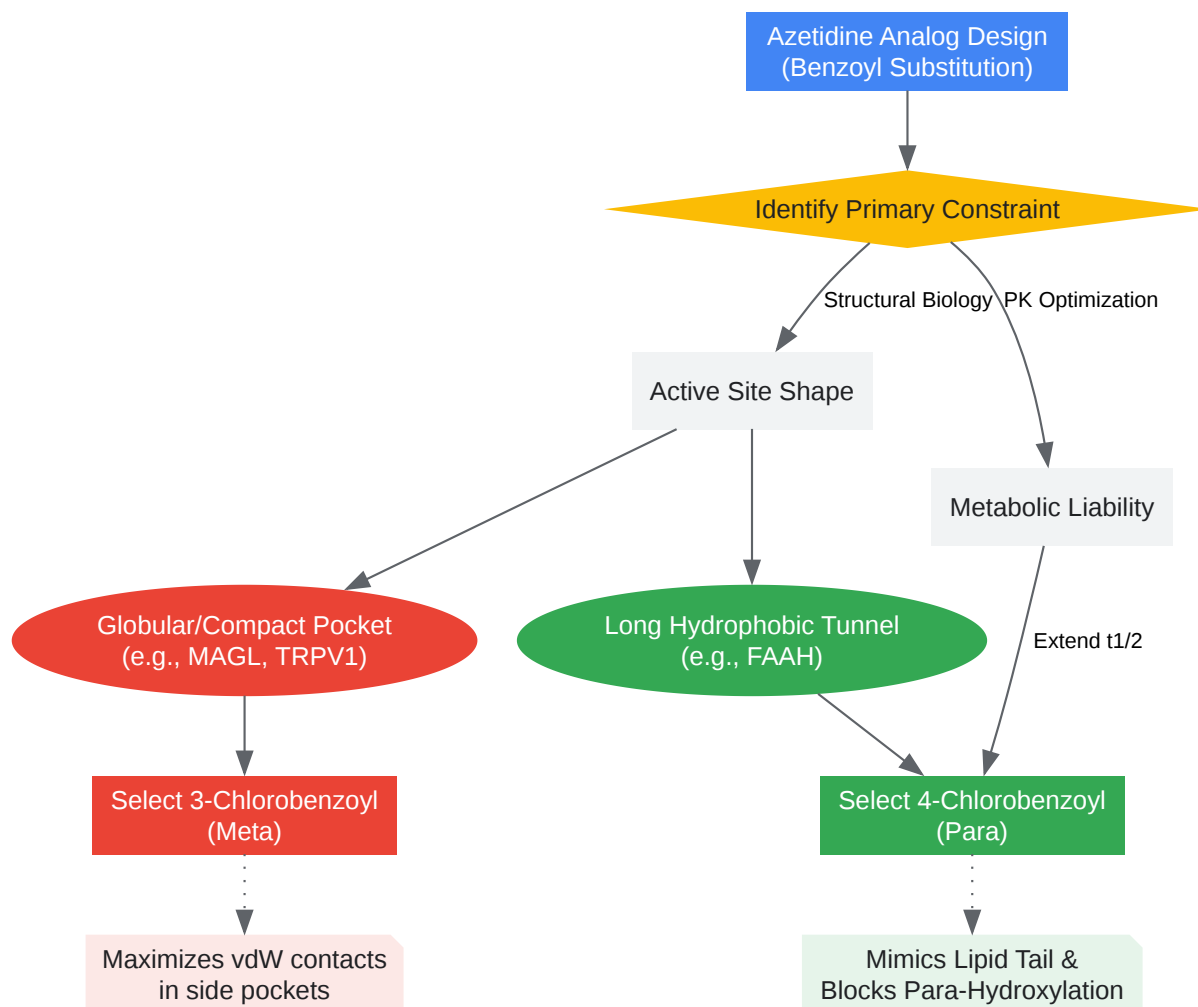 Azetidine Analog Design
(Benzoyl Substitution)
Identify Primary Constraint
Structural Biology
PK Optimization
Active Site Shape
Metabolic Liability
Globular/Compact Pocket
(e.g., MAGL, TRPV1)
Long Hydrophobic Tunnel
(e.g., FAAH)
Extend t1/2
Select 3-Chlorobenzoyl
(Meta)
Select 4-Chlorobenzoyl
(Para)
Maximizes vdW contacts
in side pockets
Mimics Lipid Tail &
Blocks Para-Hydroxylation